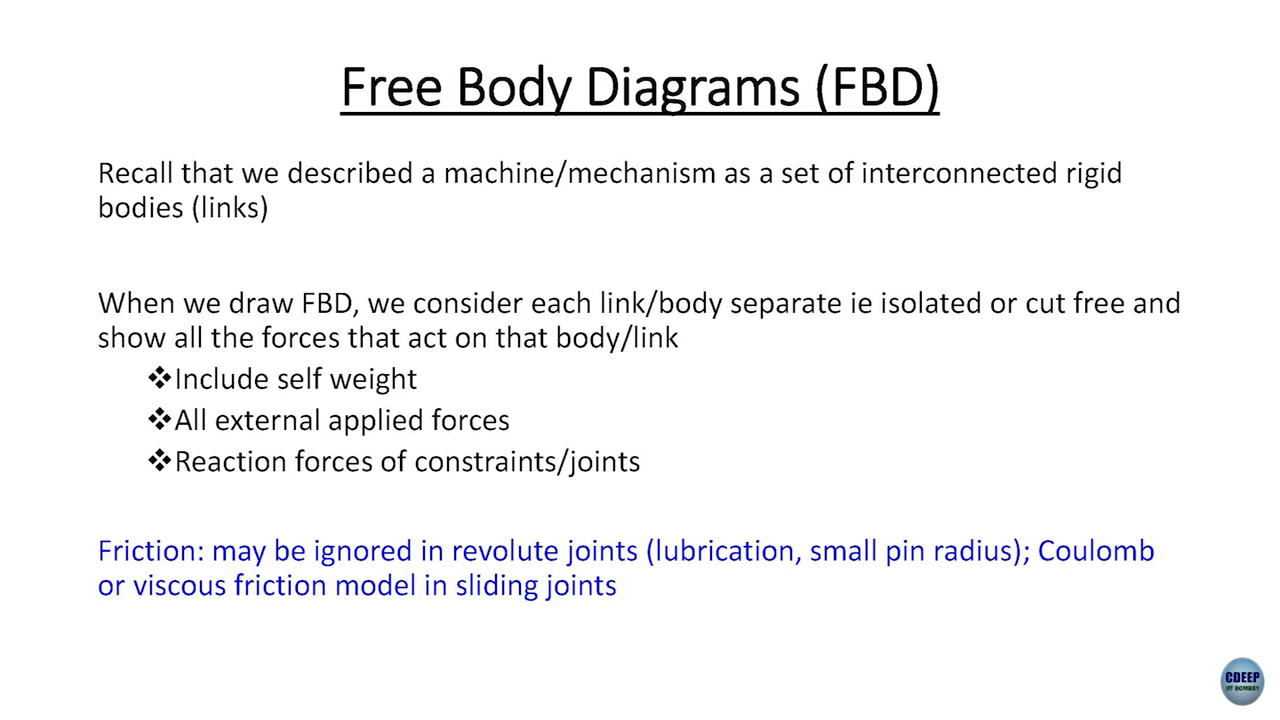 Free Body Diagrams (FBD)
Recall that we described a machine/mechanism as a set of interconnected rigid
bodies (links)
When we draw FBD, we consider each link/body separate ie isolated or cut free and
show all the forces that act on that body/link
❖Include self weight
❖All external applied forces
❖Reaction forces of constraints/joints
Friction: may be ignored in revolute joints (lubrication, small pin radius); Coulomb
or viscous friction model in sliding joints
CDEEP
IIT BOMBAY